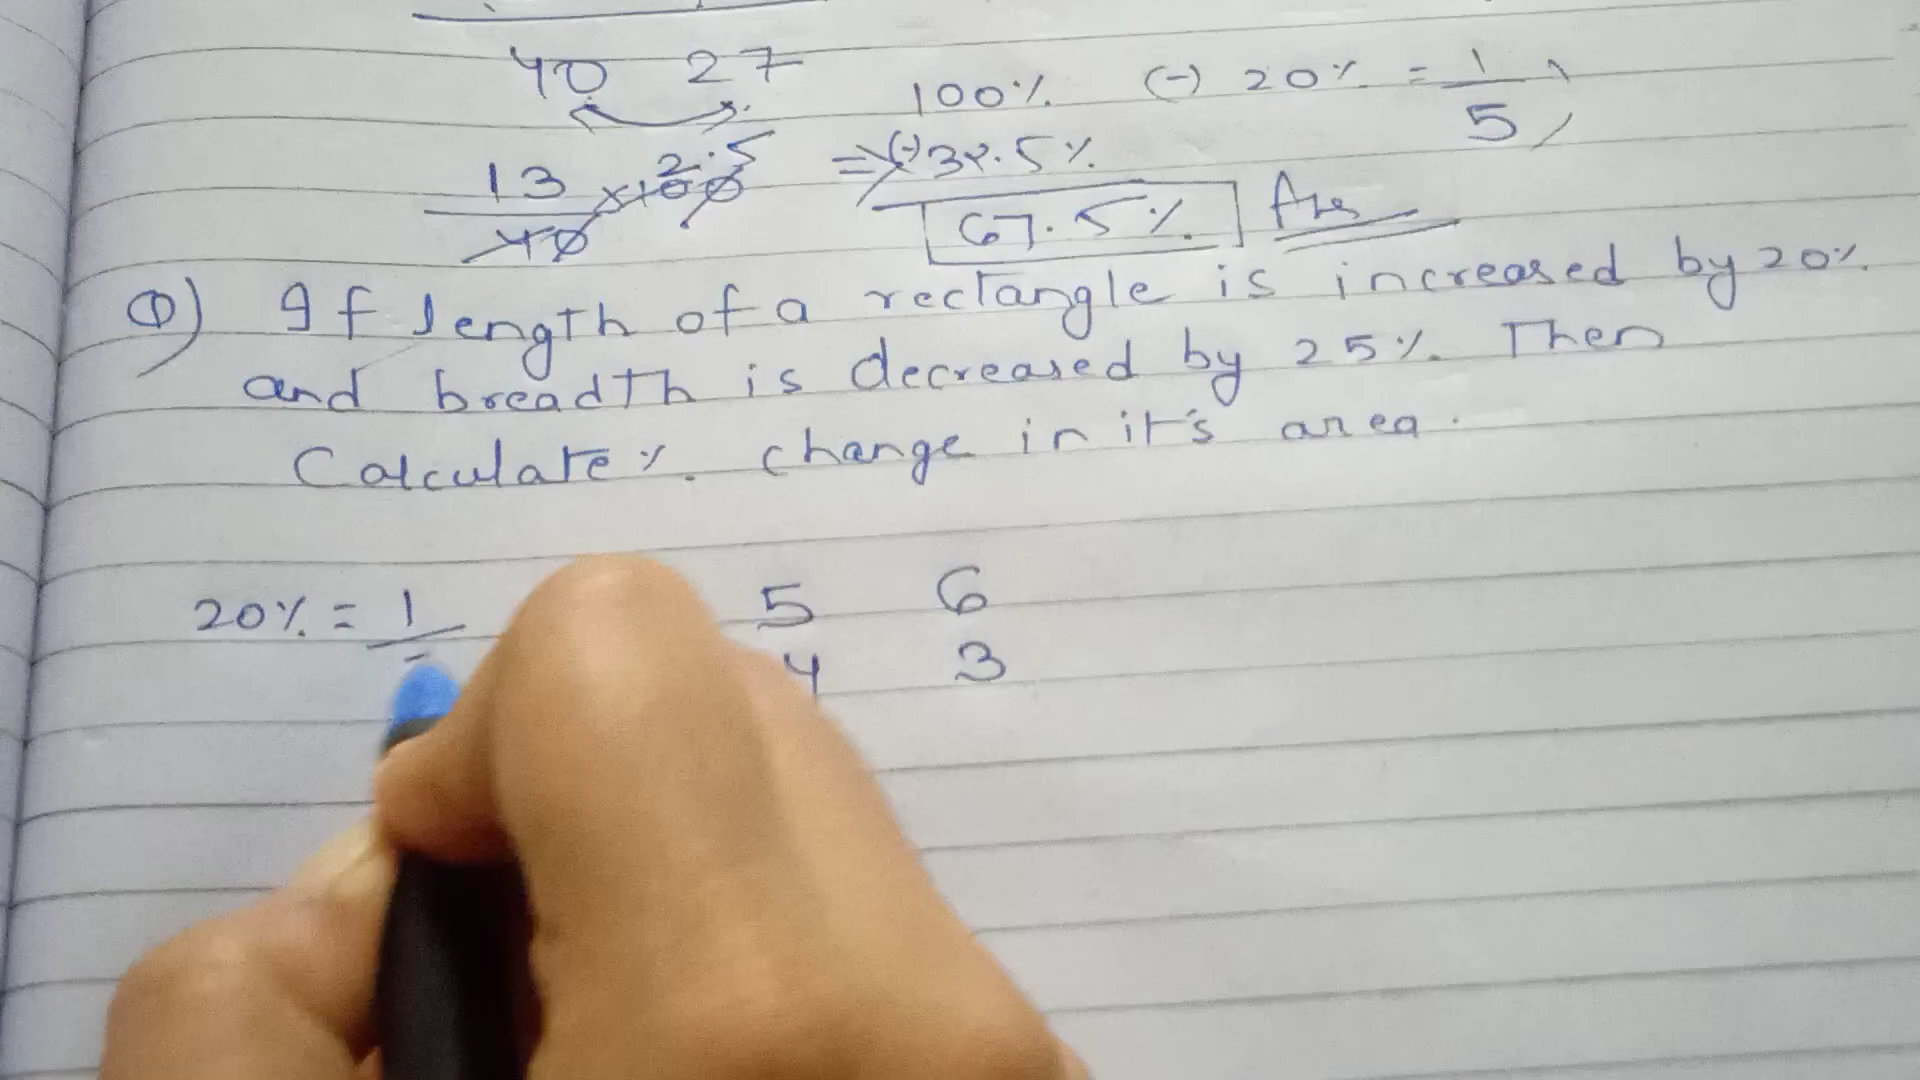 40 27
100% (-) 20% = 1/5
13/40 × 100 2.5 => (-) 32.5%
67.5% Ans
Q) If length of a rectangle is increased by 20%
and breadth is decreased by 25%. Then
Calculate % change in it's area.
20% = 1 5 6
4 3